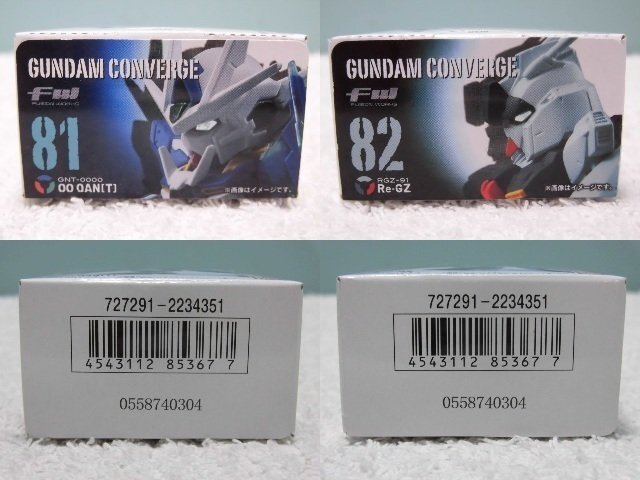 GUNDAM CONVERGE
FW
FUSION WORKS
81
GNT-0000
00 QAN[T]
※画像はイメージです。
GUNDAM CONVERGE
FW
FUSION WORKS
82
RGZ-91
Re-GZ
※画像はイメージです。
727291-2234351
4543112 85367 7
0558740304
727291-2234351
4543112 85367 7
0558740304